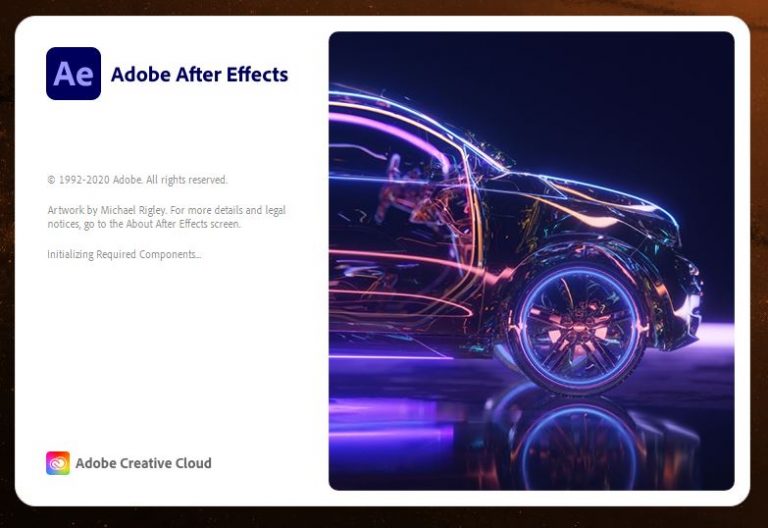 Ae Adobe After Effects
© 1992-2020 Adobe. All rights reserved.
Artwork by Michael Rigley. For more details and legal
notices, go to the About After Effects screen.
Initializing Required Components...
Adobe Creative Cloud